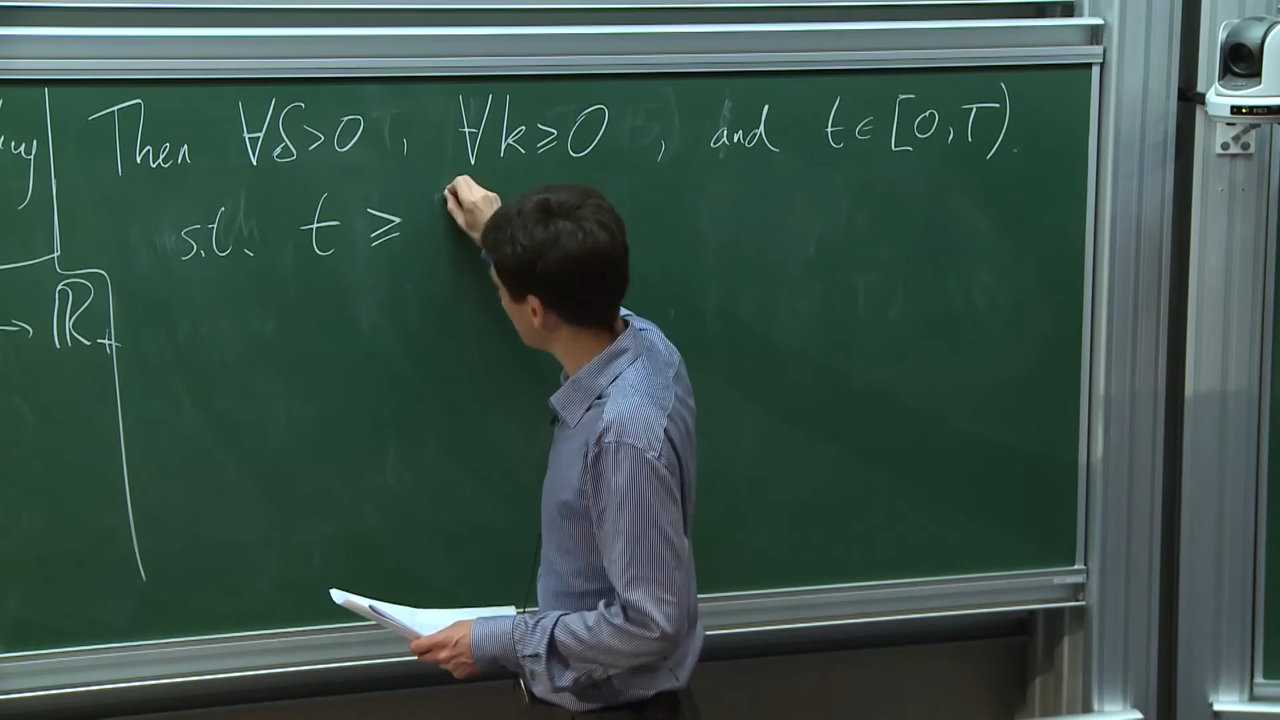 Then ∀δ>0, ∀k≥0, and t∈[0,T).
s.t. t ≥
→ ℝ₊